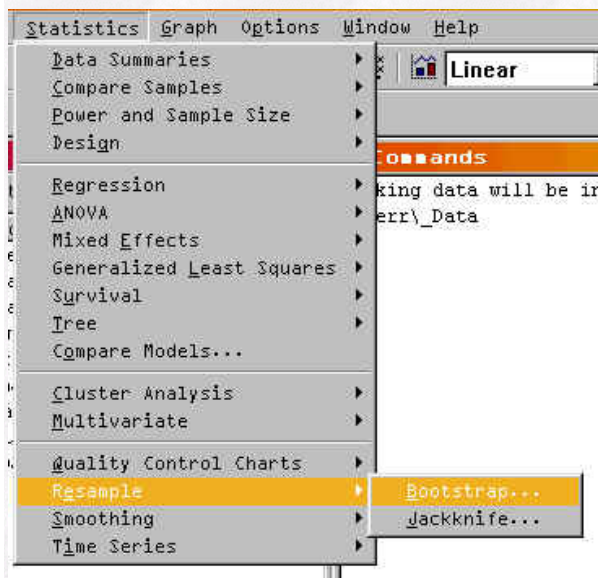 Statistics Graph Options Window Help
Data Summaries
Compare Samples
Power and Sample Size
Design
Linear
Commands
king data will be in
err\_Data
Regression
ANOVA
Mixed Effects
Generalized Least Squares
Survival
Tree
Compare Models...
Cluster Analysis
Multivariate
Quality Control Charts
Resample
Bootstrap...
Jackknife...
Smoothing
Time Series